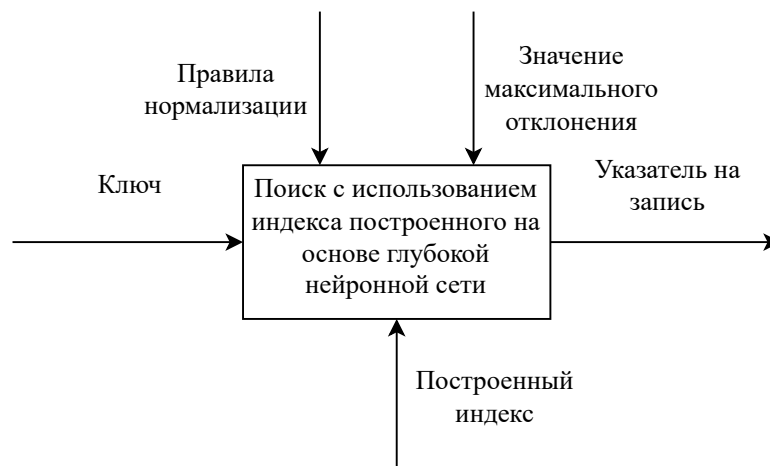 Правила
нормализации
Значение
максимального
отклонения
Ключ
Поиск с использованием
индекса построенного на
основе глубокой
нейронной сети
Указатель на
запись
Построенный
индекс